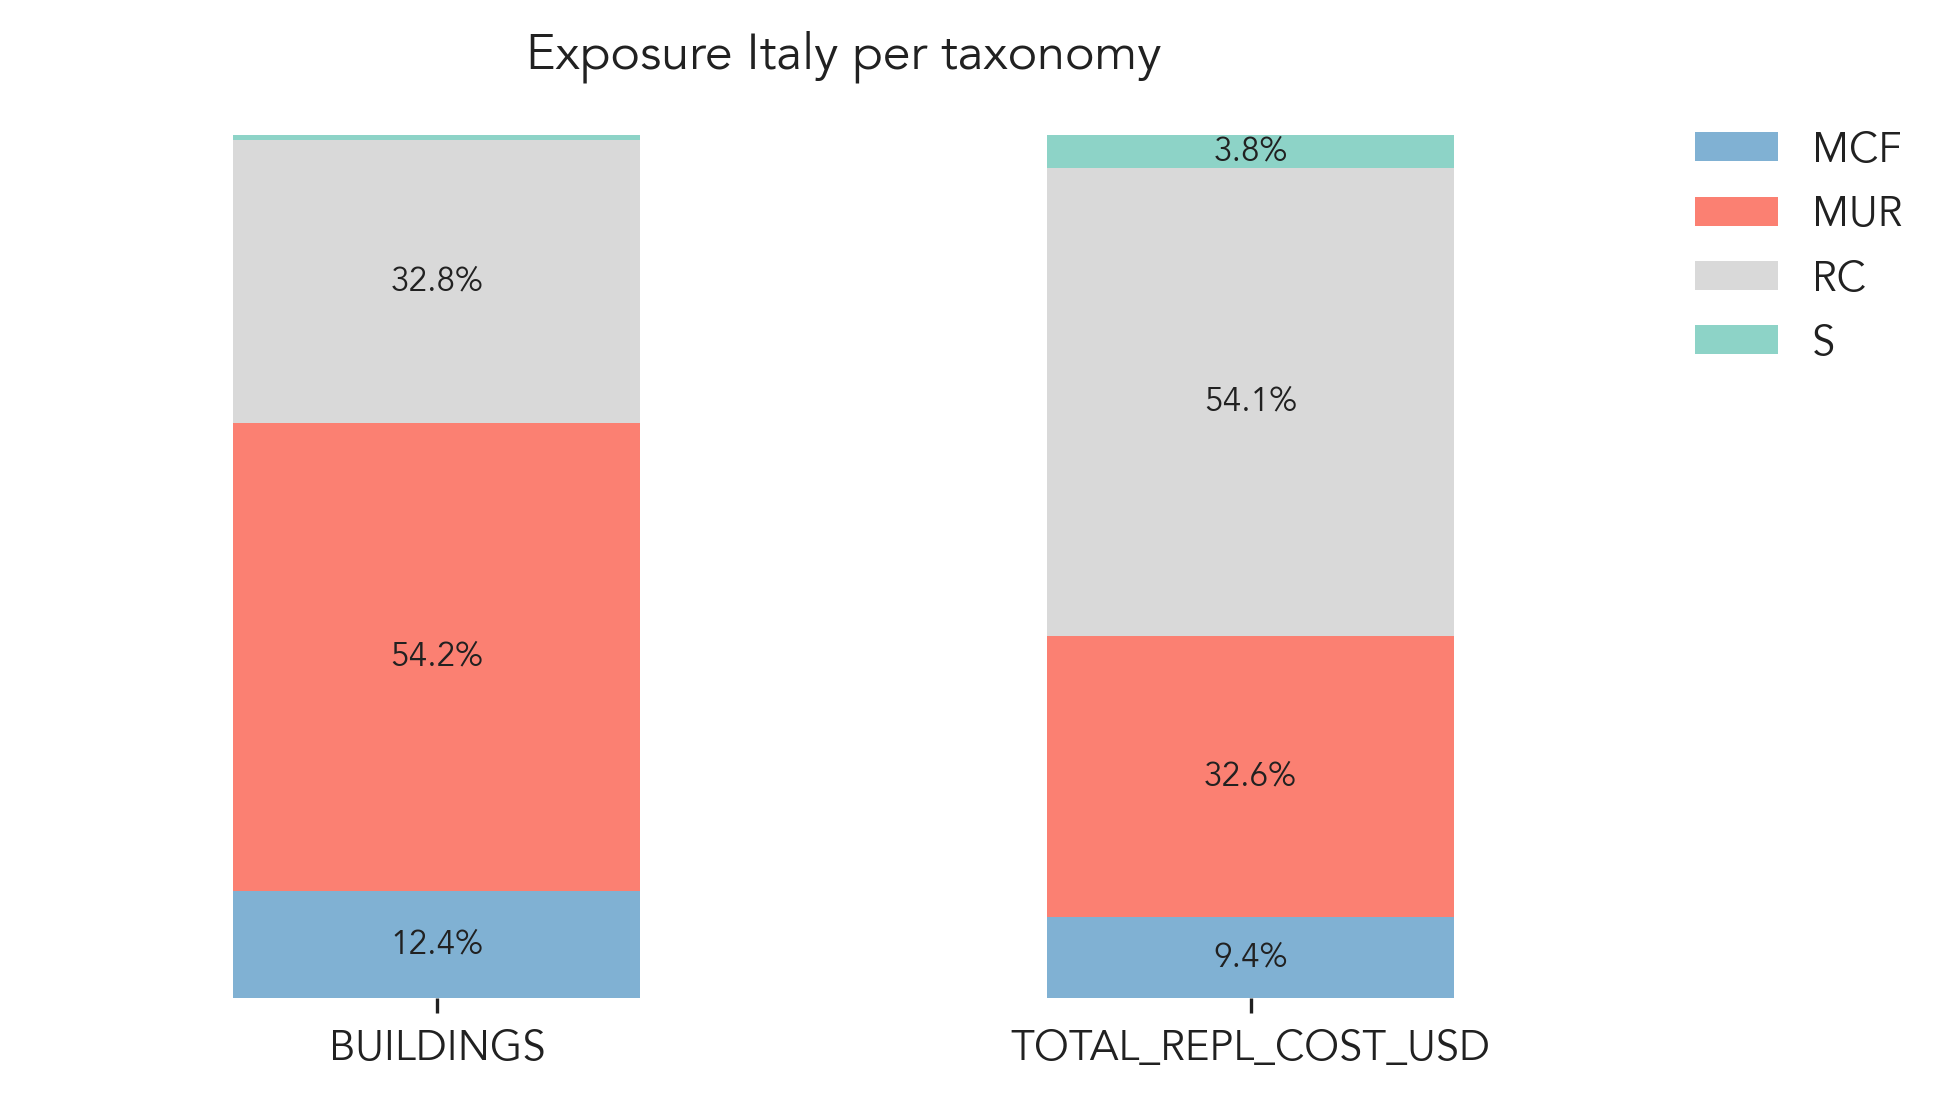 Exposure Italy per taxonomy
MCF
MUR
RC
S
32.8%
54.2%
12.4%
3.8%
54.1%
32.6%
9.4%
BUILDINGS
TOTAL_REPL_COST_USD